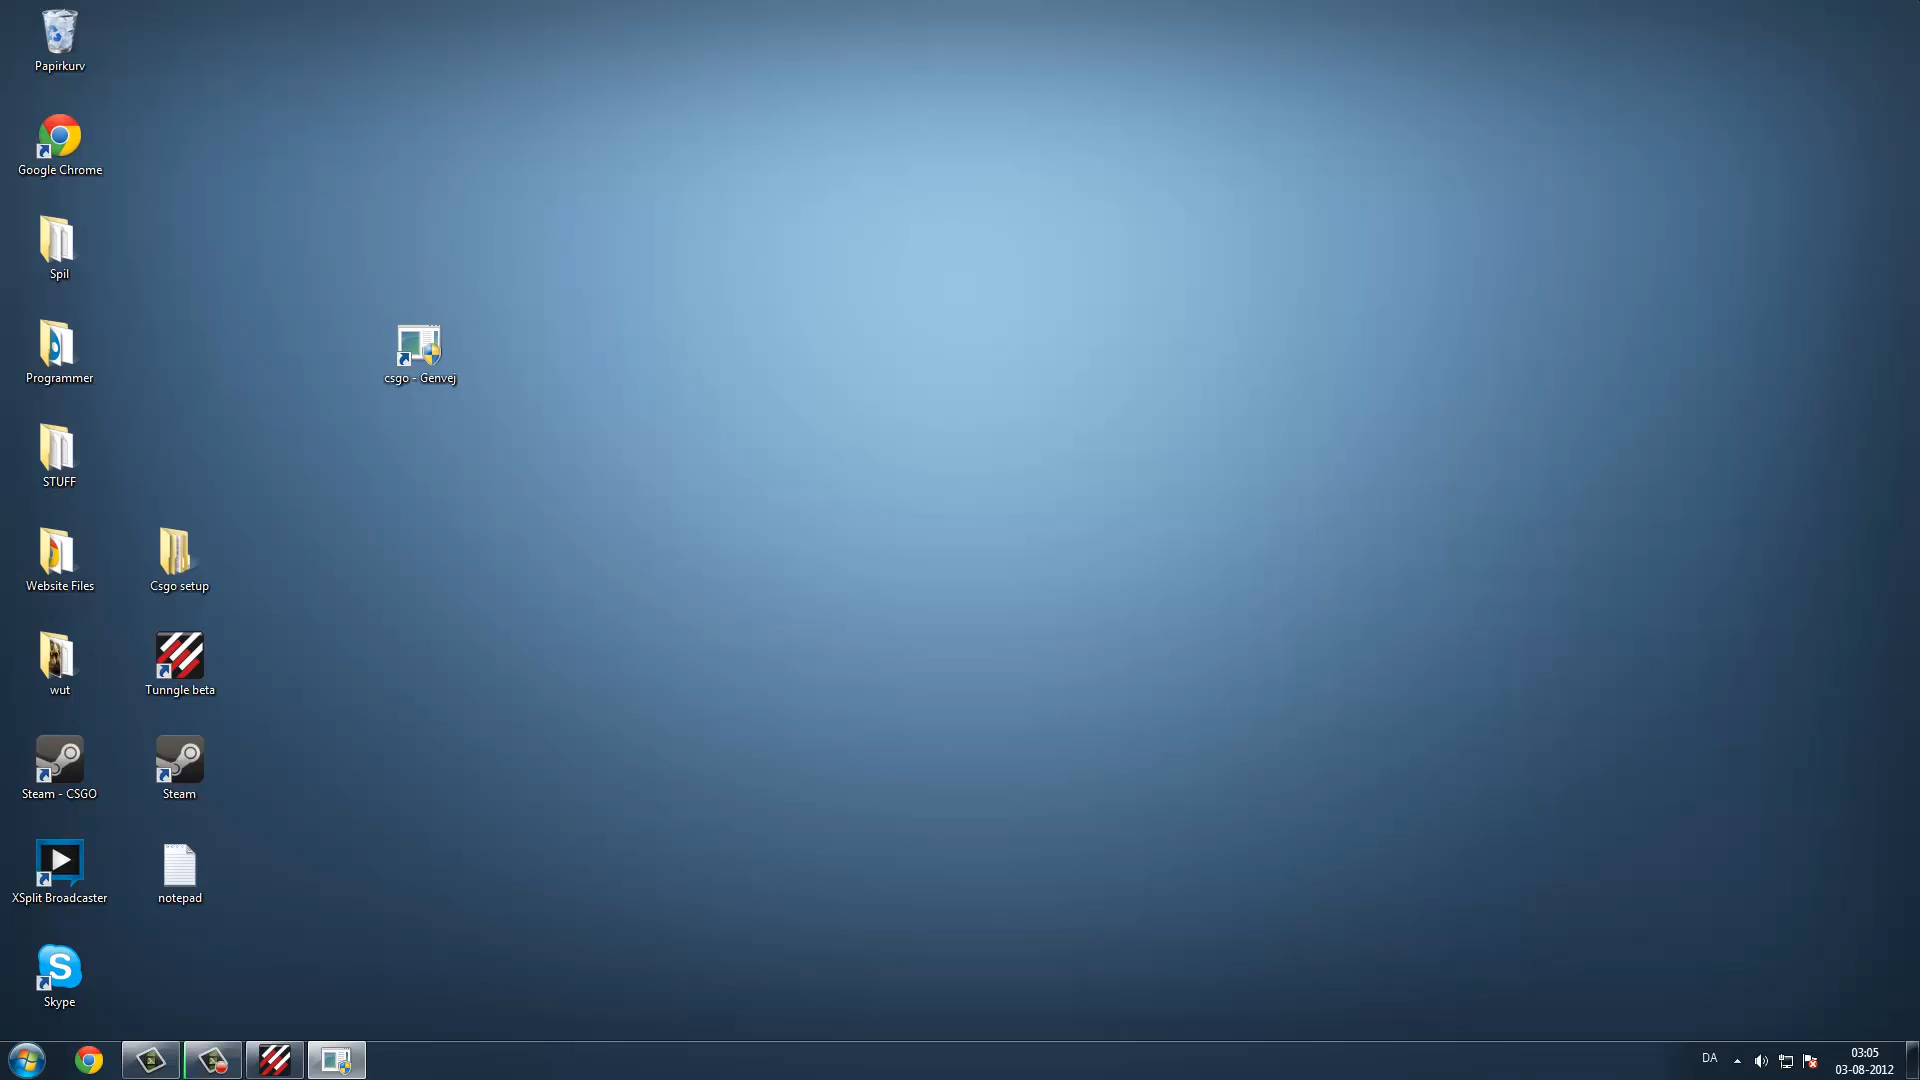 Papirkurv
Google Chrome
Spil
Programmer
csgo - Genvej
STUFF
Website Files
Csgo setup
wut
Tunngle beta
Steam - CSGO
Steam
XSplit Broadcaster
notepad
Skype
DA
03:05
03-08-2012